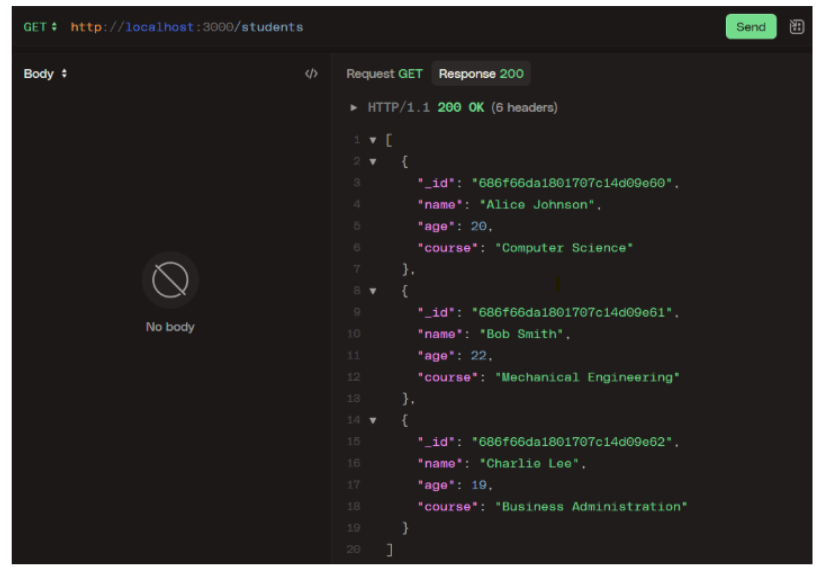 GET http://localhost:3000/students Send
Body </> Request GET Response 200
HTTP/1.1 200 OK (6 headers)
1 [
2 {
3 "_id": "686f66da1801707c14d09e60",
4 "name": "Alice Johnson",
5 "age": 20,
6 "course": "Computer Science"
7 },
8 {
9 "_id": "686f66da1801707c14d09e61",
10 "name": "Bob Smith",
11 "age": 22,
12 "course": "Mechanical Engineering"
13 },
14 {
15 "_id": "686f66da1801707c14d09e62",
16 "name": "Charlie Lee",
17 "age": 19,
18 "course": "Business Administration"
19 }
20 ]
No body